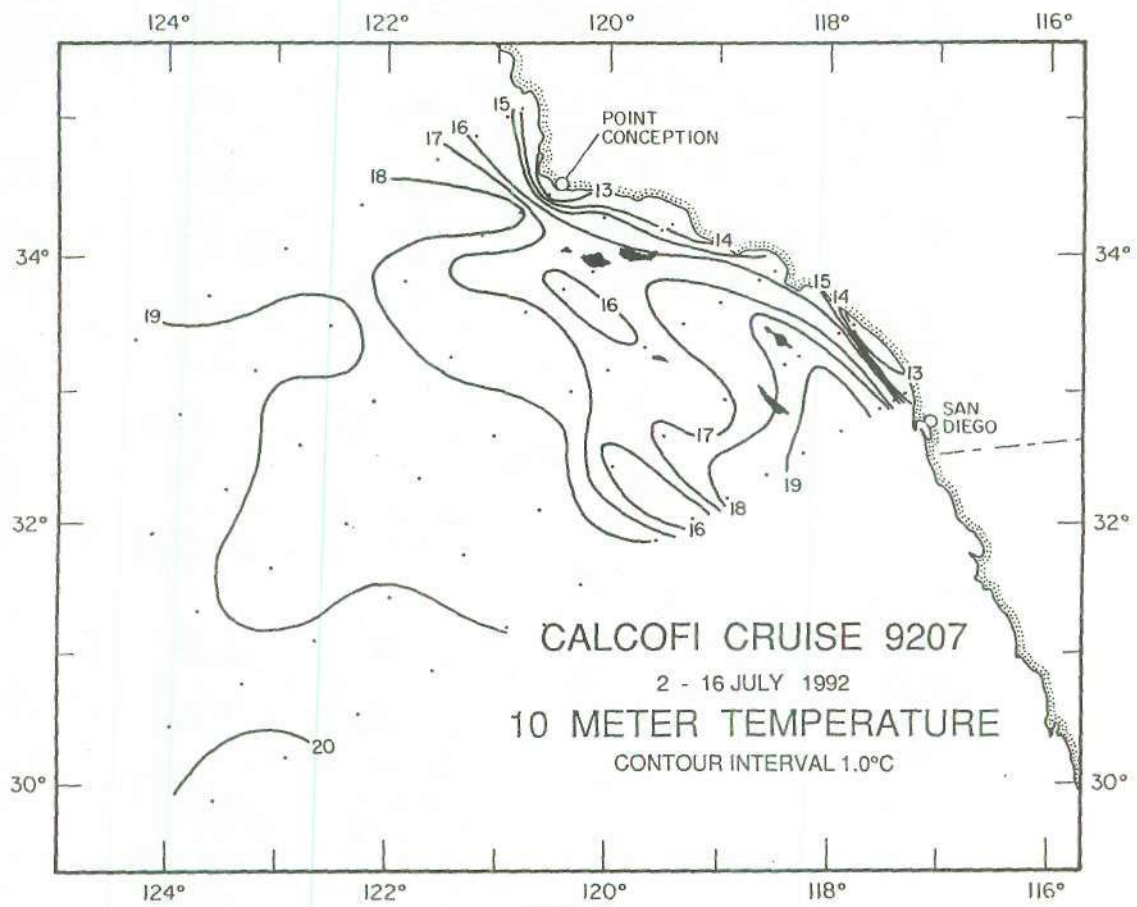 124° 122° 120° 118° 116°
15
16
17
POINT
CONCEPTION
18
13
14
34° 34°
15
14
16
19
13
SAN
DIEGO
17
19
18
16
32° 32°
CALCOFI CRUISE 9207
2 - 16 JULY 1992
10 METER TEMPERATURE
20
CONTOUR INTERVAL 1.0°C
30° 30°
124° 122° 120° 118° 116°